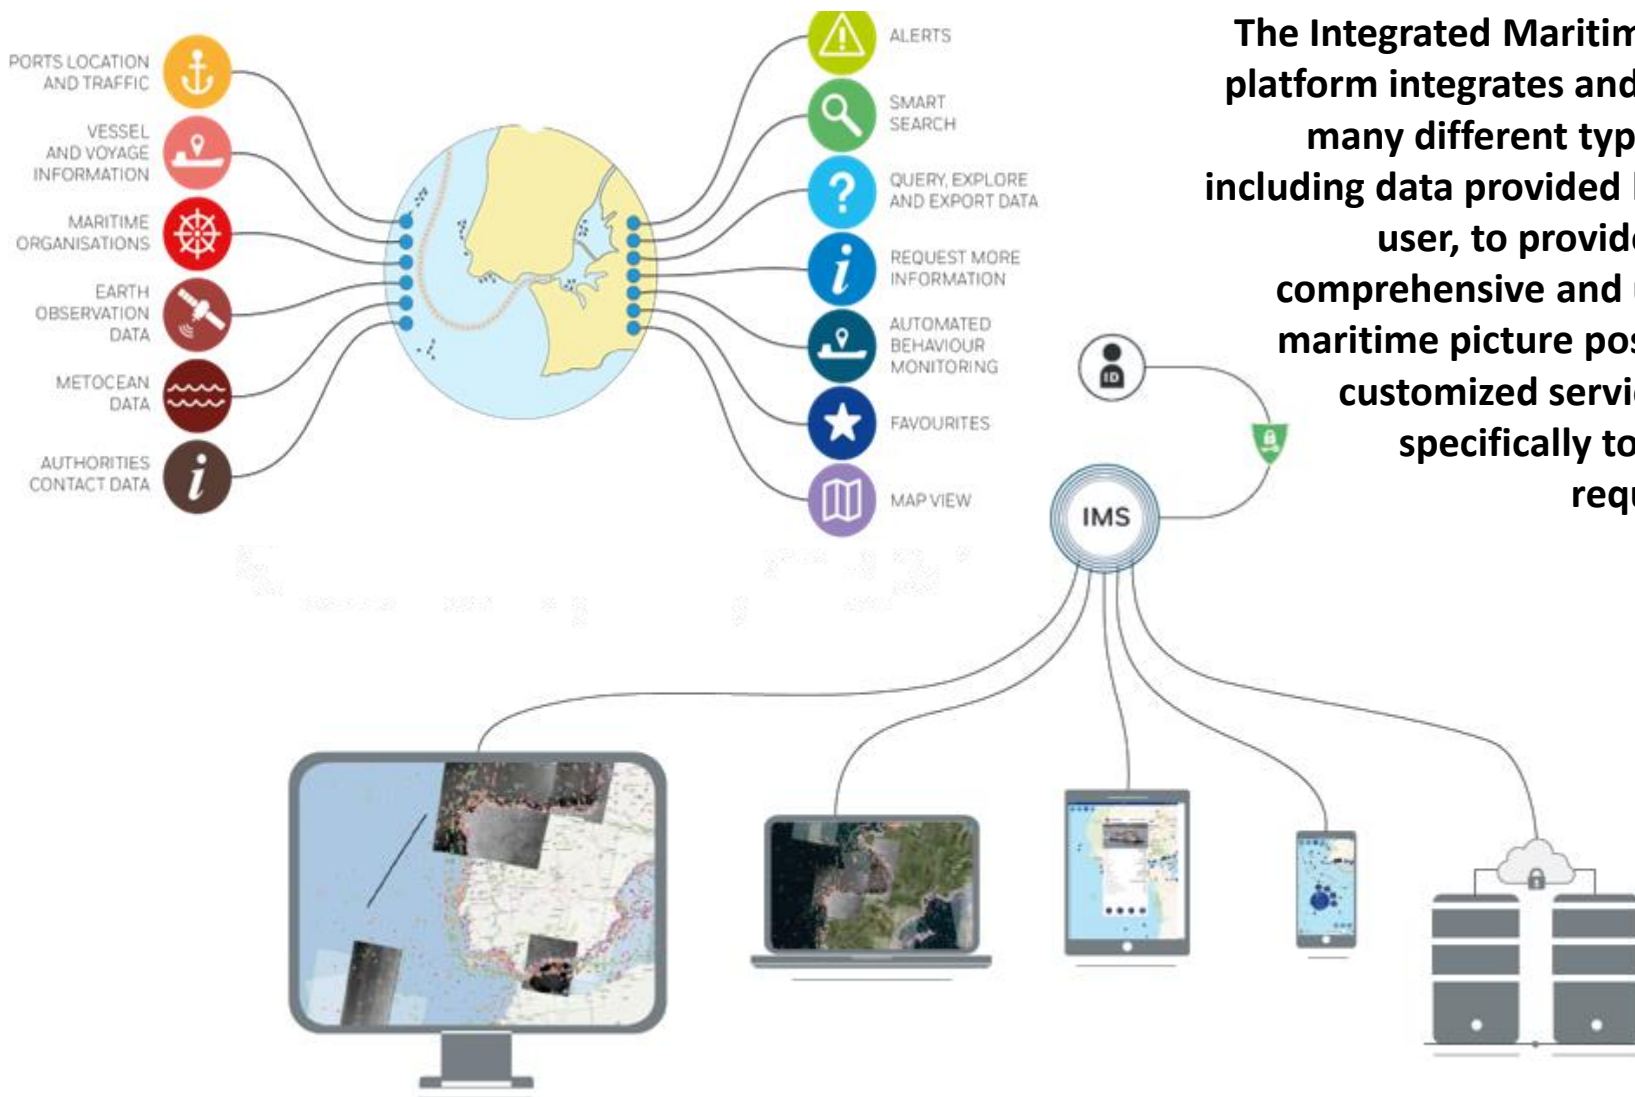 PORTS LOCATION
AND TRAFFIC
VESSEL
AND VOYAGE
INFORMATION
MARITIME
ORGANISATIONS
EARTH
OBSERVATION
DATA
METOCEAN
DATA
AUTHORITIES
CONTACT DATA
ALERTS
SMART
SEARCH
QUERY, EXPLORE
AND EXPORT DATA
REQUEST MORE
INFORMATION
AUTOMATED
BEHAVIOUR
MONITORING
FAVOURITES
MAP VIEW
The Integrated Maritim
platform integrates and
many different typ
including data provided
user, to provid
comprehensive and
maritime picture pos
customized servi
specifically to
requ
ID
IMS